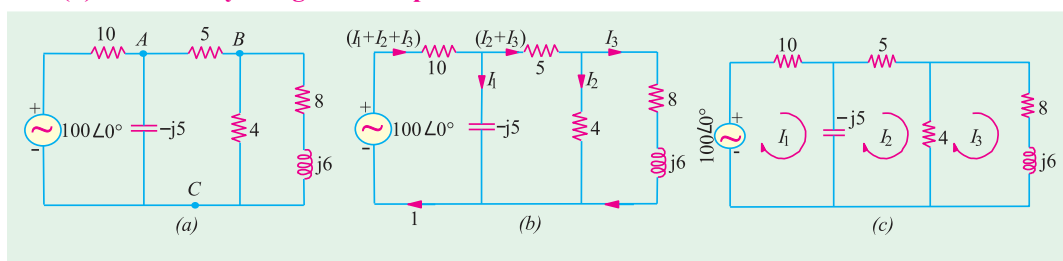 10 A 5 B
+ 100∠0° - −j5 4 8 j6
C
(a)
(I1+I2+I3) (I2+I3) I3
10 I1 5 I2
+ 100∠0° - −j5 4 8 j6
1
(b)
10 5
100∠0° + - I1 −j5 I2 4 I3 8 j6
(c)